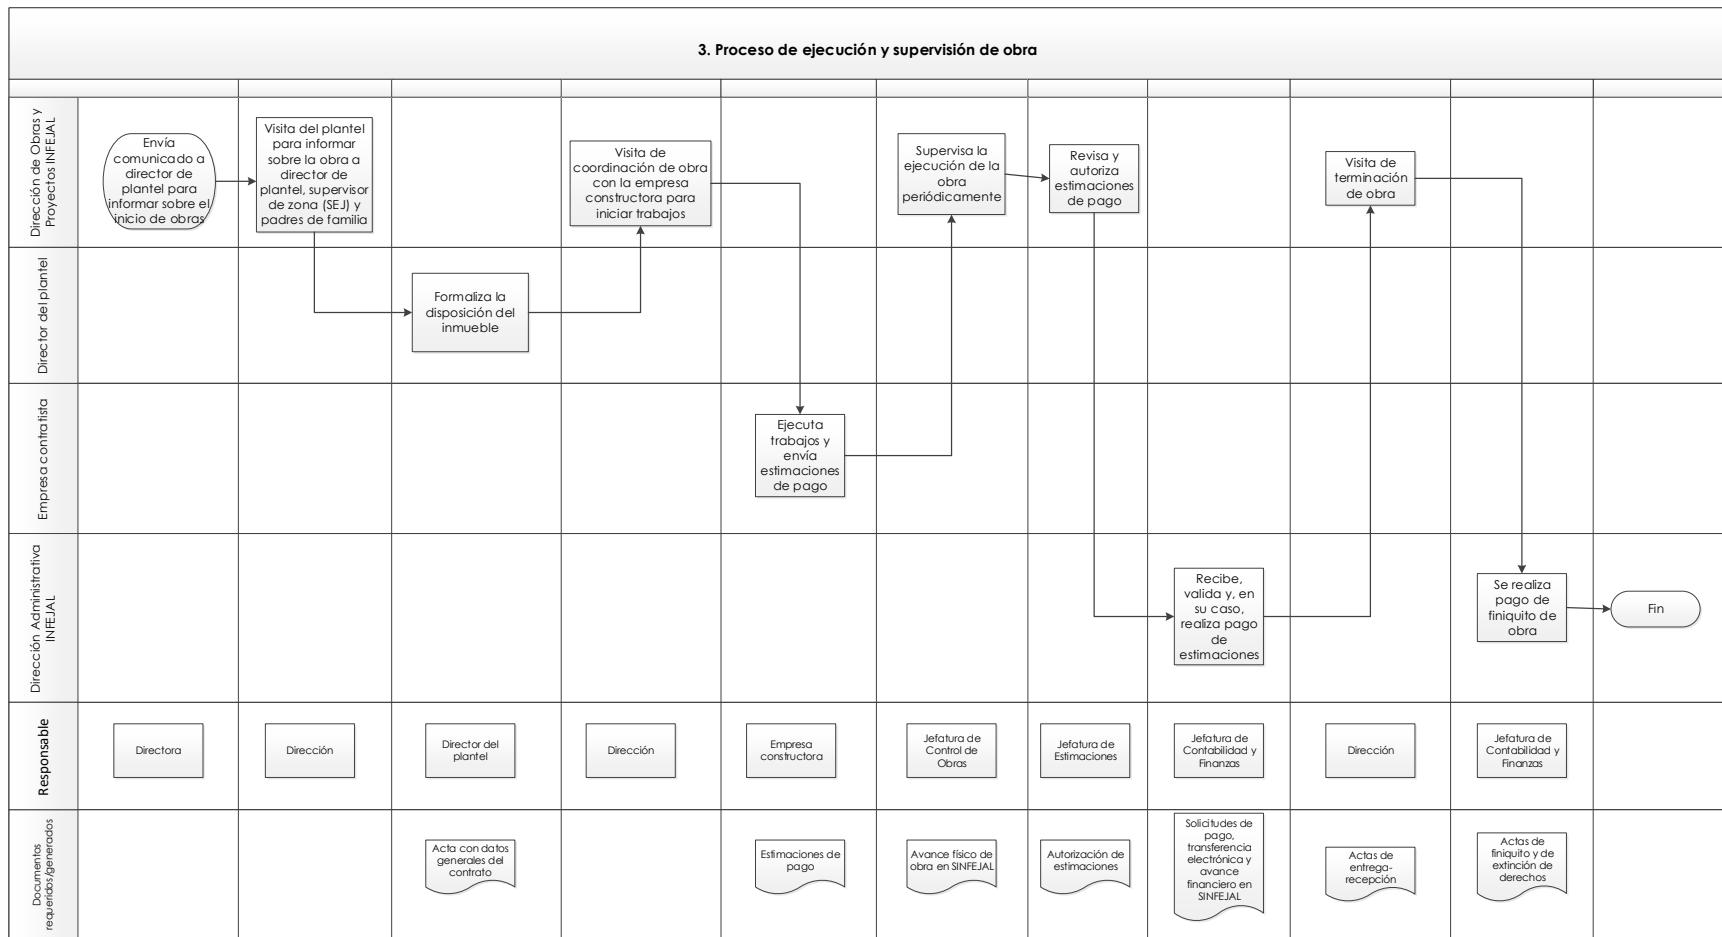 3. Proceso de ejecución y supervisión de obra
Dirección de Obras y
Proyectos INFEJAL
Envía
comunicado a
director de
plantel para
informar sobre el
inicio de obras
Visita del plantel
para informar
sobre la obra a
director de
plantel, supervisor
de zona (SEJ) y
padres de familia
Visita de
coordinación de obra
con la empresa
constructora para
iniciar trabajos
Supervisa la
ejecución de la
obra
periódicamente
Revisa y
autoriza
estimaciones
de pago
Visita de
terminación
de obra
Director del plantel
Formaliza la
disposición del
inmueble
Empresa contratista
Ejecuta
trabajos y
envía
estimaciones
de pago
Dirección Administrativa
INFEJAL
Recibe,
valida y, en
su caso,
realiza pago
de
estimaciones
Se realiza
pago de
finiquito de
obra
Fin
Responsable
Directora
Dirección
Director del
plantel
Dirección
Empresa
constructora
Jefatura de
Control de
Obras
Jefatura de
Estimaciones
Jefatura de
Contabilidad y
Finanzas
Dirección
Jefatura de
Contabilidad y
Finanzas
Documentos
requeridos/generados
Acta con datos
generales del
contrato
Estimaciones de
pago
Avance físico de
obra en SINFEJAL
Autorización de
estimaciones
Solicitudes de
pago,
transferencia
electrónica y
avance
financiero en
SINFEJAL
Actas de
entrega-
recepción
Actas de
finiquito y de
extinción de
derechos